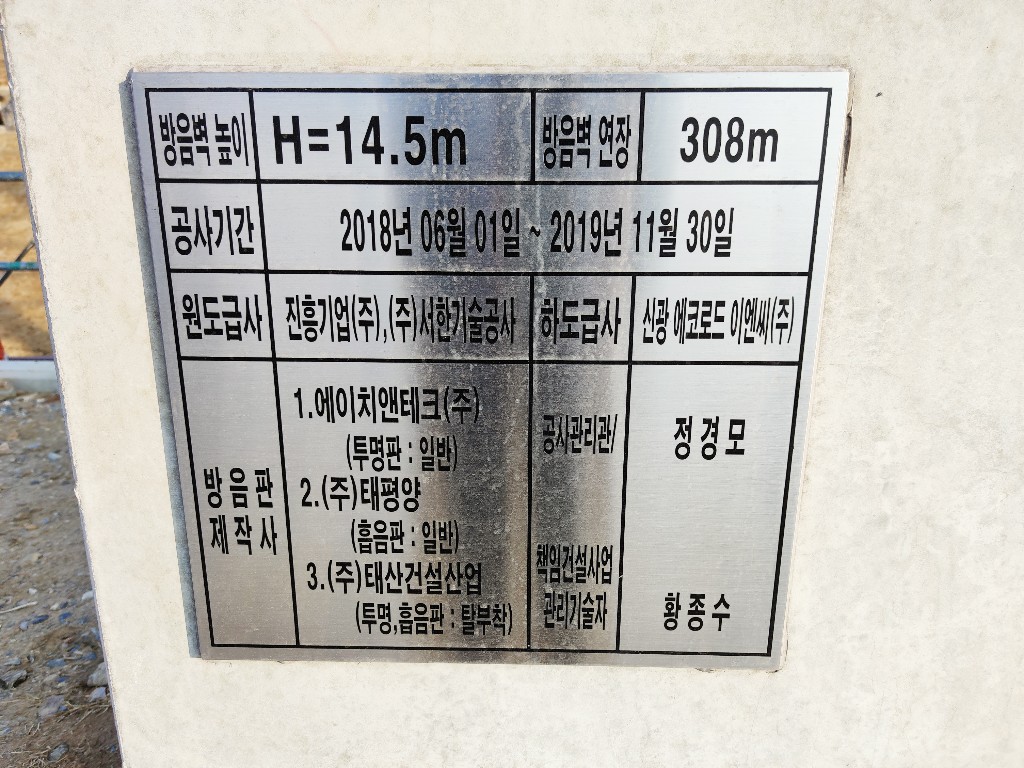 방음벽 높이 H=14.5m 방음벽 연장 308m
공사기간 2018년 06월 01일 ~ 2019년 11월 30일
원도급사 진흥기업(주),(주)서한기술공사 하도급사 신광 에코로드 이엔씨(주)
방음판
제작사
1.에이치앤테크(주)
(투명판 : 일반)
2.(주)태평양
(흡음판 : 일반)
3.(주)태산건설산업
(투명,흡음판 : 탈부착)
공사관리관/ 정경모
책임건설사업
관리기술자 황종수